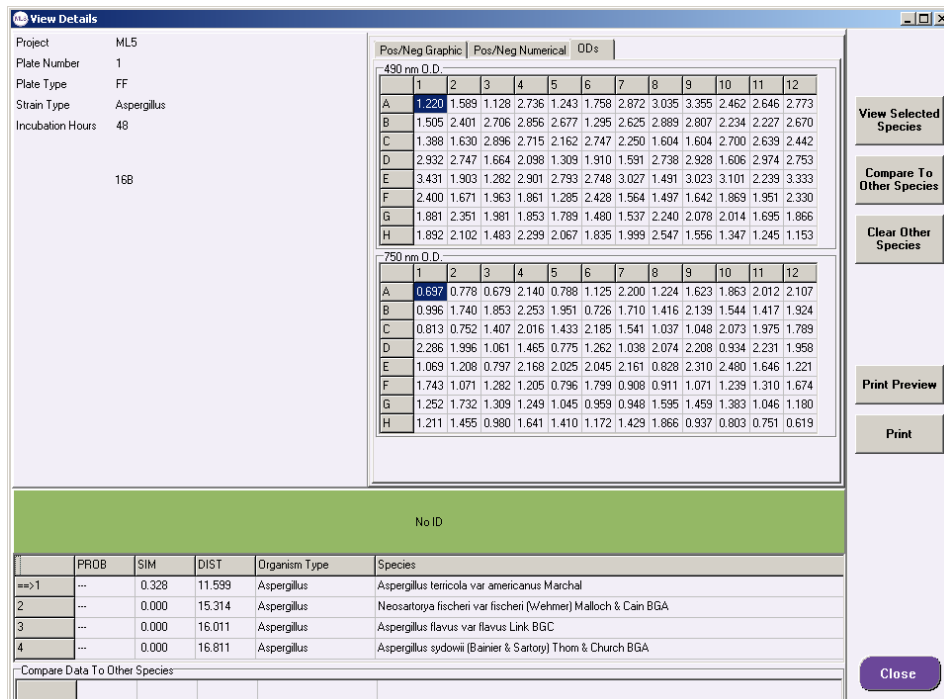 ML5 View Details
Project ML5
Plate Number 1
Plate Type FF
Strain Type Aspergillus
Incubation Hours 48
16B
Pos/Neg Graphic Pos/Neg Numerical ODs
490 nm O.D.
1 2 3 4 5 6 7 8 9 10 11 12
A 1.220 1.589 1.128 2.736 1.243 1.758 2.872 3.035 3.355 2.462 2.646 2.773
B 1.505 2.401 2.706 2.856 2.677 1.295 2.625 2.889 2.807 2.234 2.227 2.670
C 1.388 1.630 2.896 2.715 2.162 2.747 2.250 1.604 1.604 2.700 2.639 2.442
D 2.932 2.747 1.664 2.098 1.309 1.910 1.591 2.738 2.928 1.606 2.974 2.753
E 3.431 1.903 1.282 2.901 2.793 2.748 3.027 1.491 3.023 3.101 2.239 3.333
F 2.400 1.671 1.963 1.861 1.285 2.428 1.564 1.497 1.642 1.869 1.951 2.330
G 1.881 2.351 1.981 1.853 1.789 1.480 1.537 2.240 2.078 2.014 1.695 1.866
H 1.892 2.102 1.483 2.299 2.067 1.835 1.999 2.547 1.556 1.347 1.245 1.153
750 nm O.D.
1 2 3 4 5 6 7 8 9 10 11 12
A 0.697 0.778 0.679 2.140 0.788 1.125 2.200 1.224 1.623 1.863 2.012 2.107
B 0.996 1.740 1.853 2.253 1.951 0.726 1.710 1.416 2.139 1.544 1.417 1.924
C 0.813 0.752 1.407 2.016 1.433 2.185 1.541 1.037 1.048 2.073 1.975 1.789
D 2.286 1.996 1.061 1.465 0.775 1.262 1.038 2.074 2.208 0.934 2.231 1.958
E 1.069 1.208 0.797 2.168 2.025 2.045 2.161 0.828 2.310 2.480 1.646 1.221
F 1.743 1.071 1.282 1.205 0.796 1.799 0.908 0.911 1.071 1.239 1.310 1.674
G 1.252 1.732 1.309 1.249 1.045 0.959 0.948 1.595 1.459 1.383 1.046 1.180
H 1.211 1.455 0.980 1.641 1.410 1.172 1.429 1.866 0.937 0.803 0.751 0.619
View Selected
Species
Compare To
Other Species
Clear Other
Species
Print Preview
Print
No ID
PROB SIM DIST Organism Type Species
==>1 --- 0.328 11.599 Aspergillus Aspergillus terricola var americanus Marchal
2 --- 0.000 15.314 Aspergillus Neosartorya fischeri var fischeri (Wehmer) Malloch & Cain BGA
3 --- 0.000 16.011 Aspergillus Aspergillus flavus var flavus Link BGC
4 --- 0.000 16.811 Aspergillus Aspergillus sydowii (Bainier & Sartory) Thom & Church BGA
Compare Data To Other Species
Close